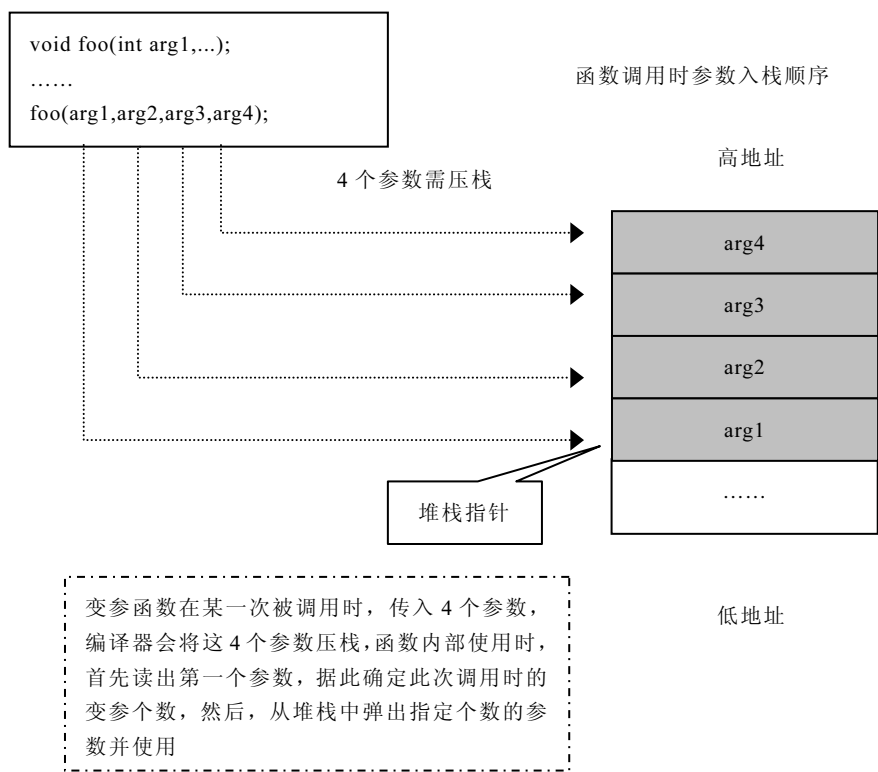 void foo(int arg1,...);
……
foo(arg1,arg2,arg3,arg4);
函数调用时参数入栈顺序
高地址
4 个参数需压栈
arg4
arg3
arg2
arg1
……
堆栈指针
低地址
变参函数在某一次被调用时，传入 4 个参数，
编译器会将这 4 个参数压栈，函数内部使用时，
首先读出第一个参数，据此确定此次调用时的
变参个数，然后，从堆栈中弹出指定个数的参
数并使用